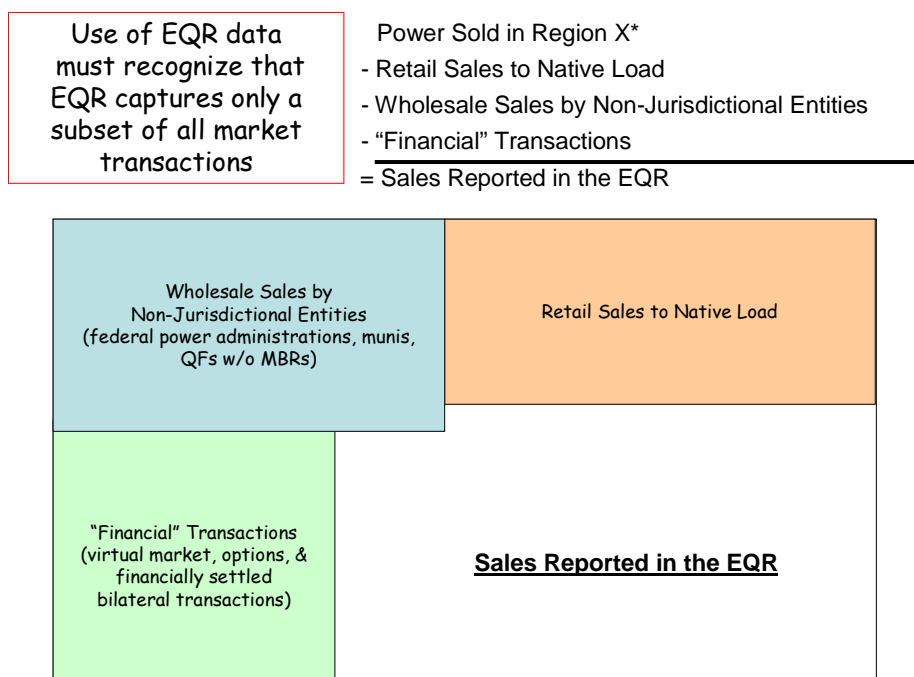 Use of EQR data
must recognize that
EQR captures only a
subset of all market
transactions
Power Sold in Region X*
- Retail Sales to Native Load
- Wholesale Sales by Non-Jurisdictional Entities
- “Financial” Transactions
= Sales Reported in the EQR
Wholesale Sales by
Non-Jurisdictional Entities
(federal power administrations, munis,
QFs w/o MBRs)
Retail Sales to Native Load
“Financial” Transactions
(virtual market, options, &
financially settled
bilateral transactions)
Sales Reported in the EQR